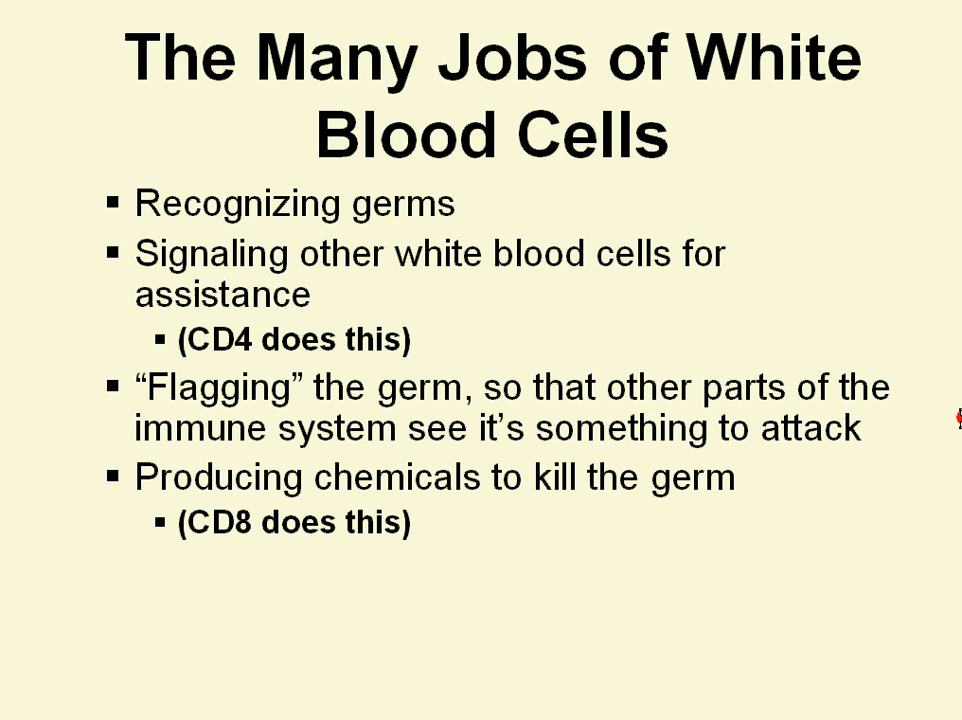 The Many Jobs of White
Blood Cells
▪ Recognizing germs
▪ Signaling other white blood cells for
assistance
▪ (CD4 does this)
▪ “Flagging” the germ, so that other parts of the
immune system see it’s something to attack
▪ Producing chemicals to kill the germ
▪ (CD8 does this)